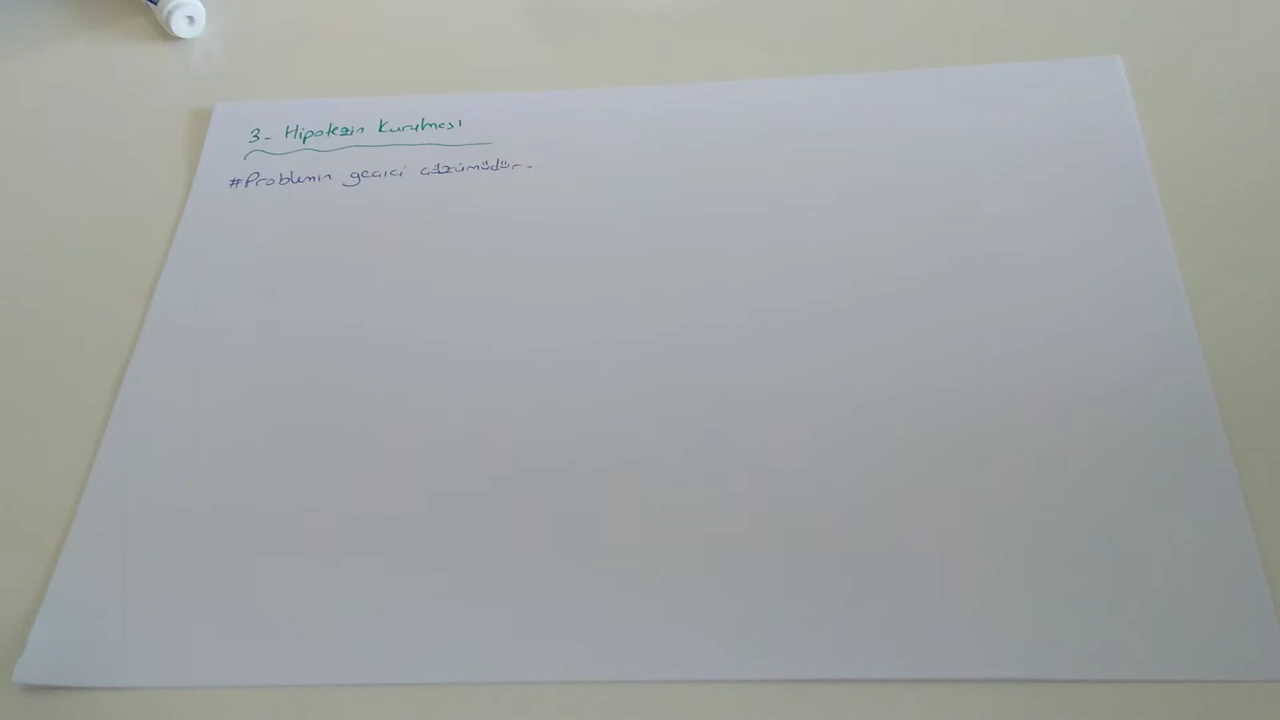 3- Hipotezin Kurulması
#Problemin geçici çözümüdür.